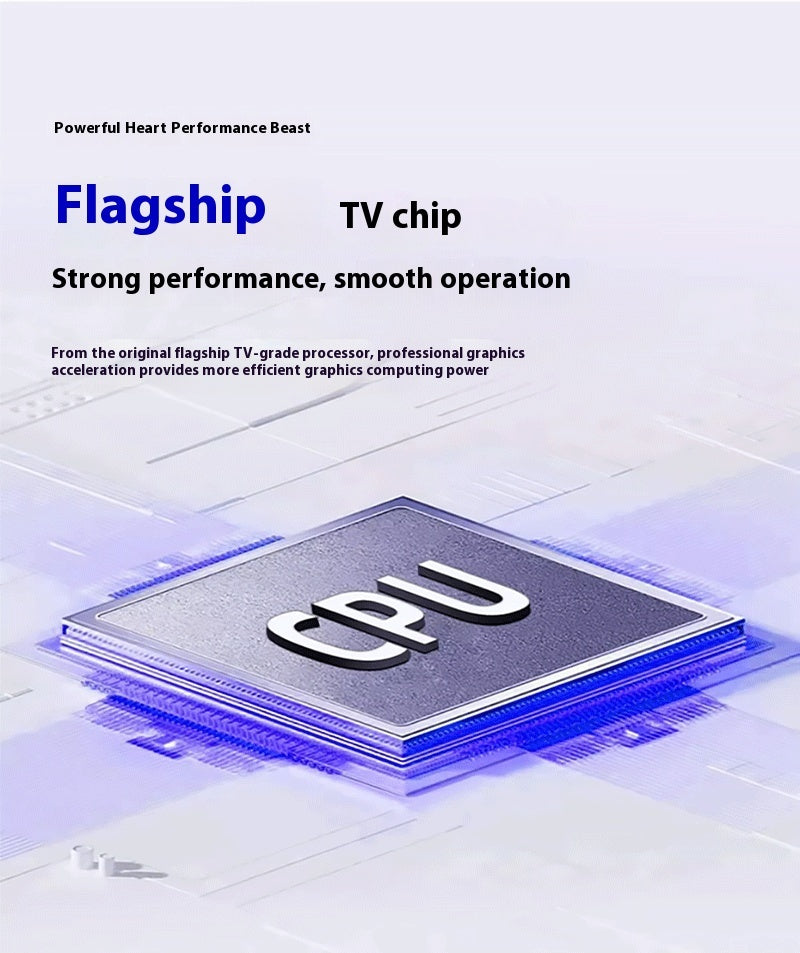 Powerful Heart Performance Beast
Flagship TV chip
Strong performance, smooth operation
From the original flagship TV-grade processor, professional graphics
acceleration provides more efficient graphics computing power
CPU